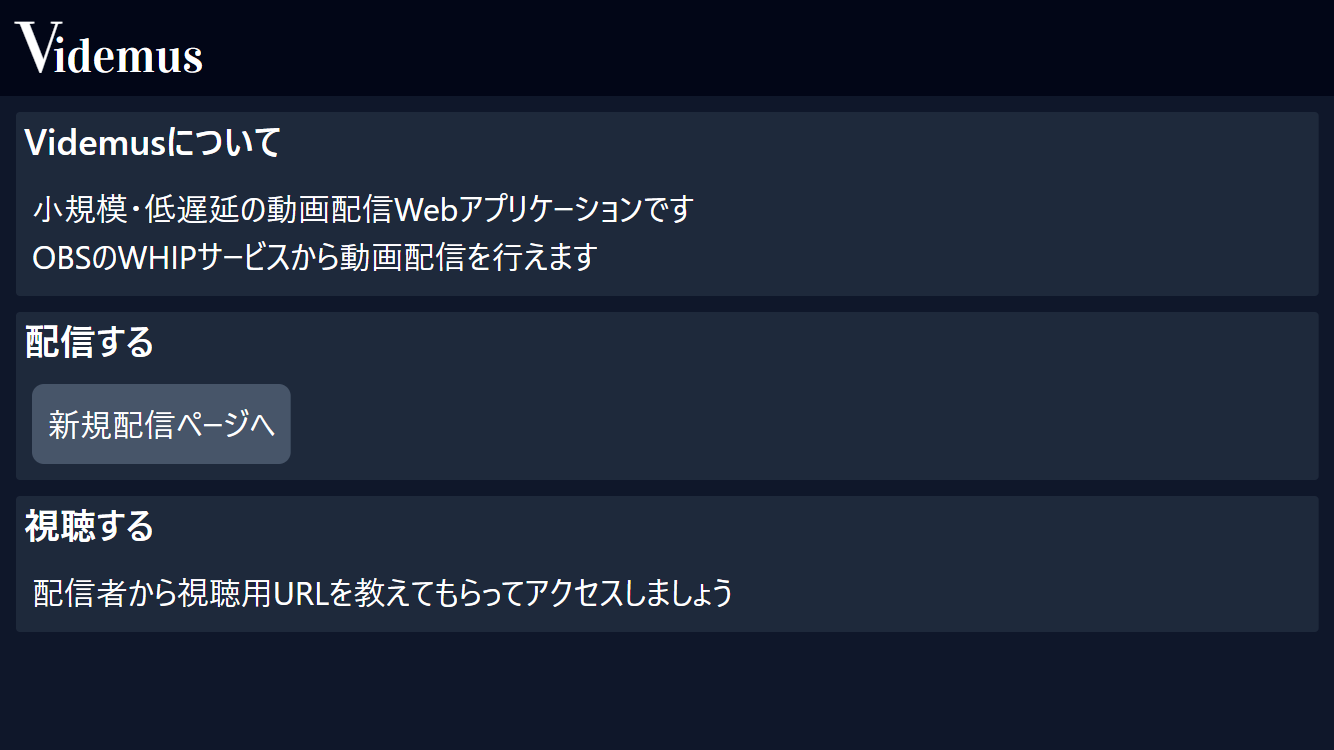 Videmus
Videmusについて
小規模・低遅延の動画配信Webアプリケーションです
OBSのWHIPサービスから動画配信を行えます
配信する
新規配信ページへ
視聴する
配信者から視聴用URLを教えてもらってアクセスしましょう